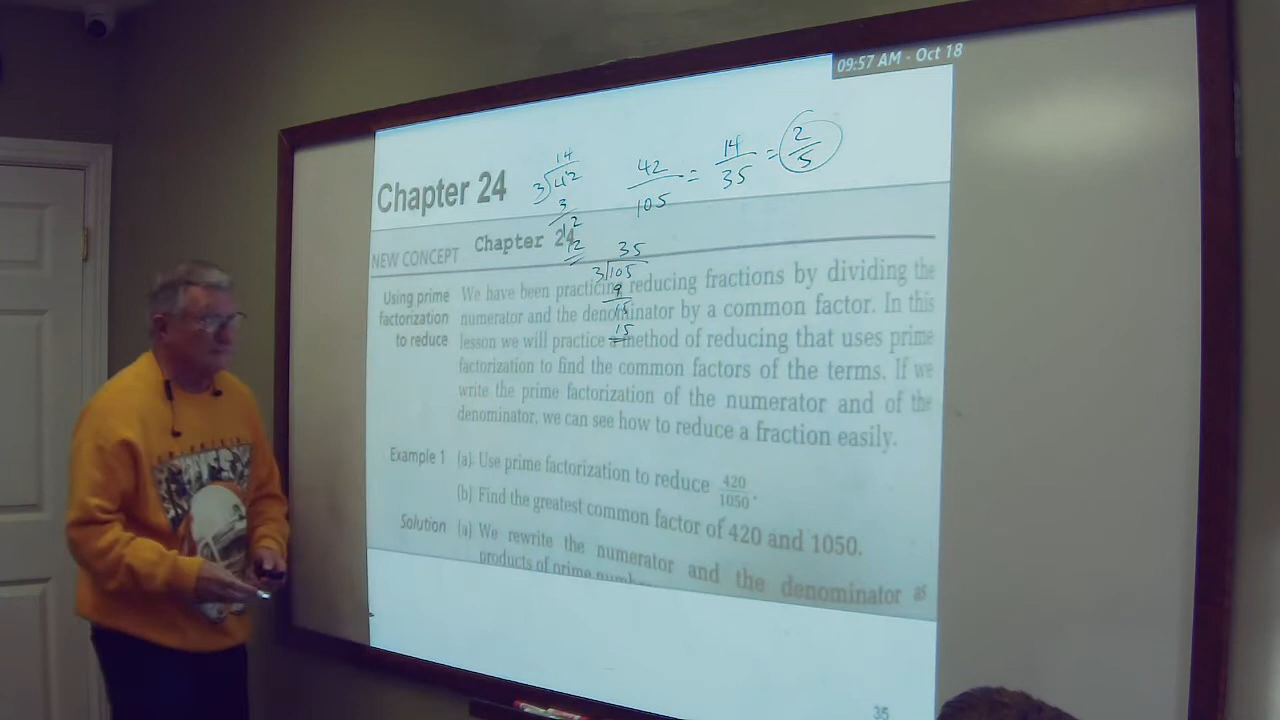 09:57 AM - Oct 18
Chapter 24
14
3√42
3
12
12
42/105 = 14/35 = 2/5
NEW CONCEPT
Chapter 24
35
3√105
9
15
15
Using prime
factorization
to reduce
We have been practicing reducing fractions by dividing the
numerator and the denominator by a common factor. In this
lesson we will practice a method of reducing that uses prime
factorization to find the common factors of the terms. If we
write the prime factorization of the numerator and of the
denominator, we can see how to reduce a fraction easily.
Example 1 (a) Use prime factorization to reduce 420/1050.
(b) Find the greatest common factor of 420 and 1050.
Solution (a) We rewrite the numerator and the denominator as
products of prime
35